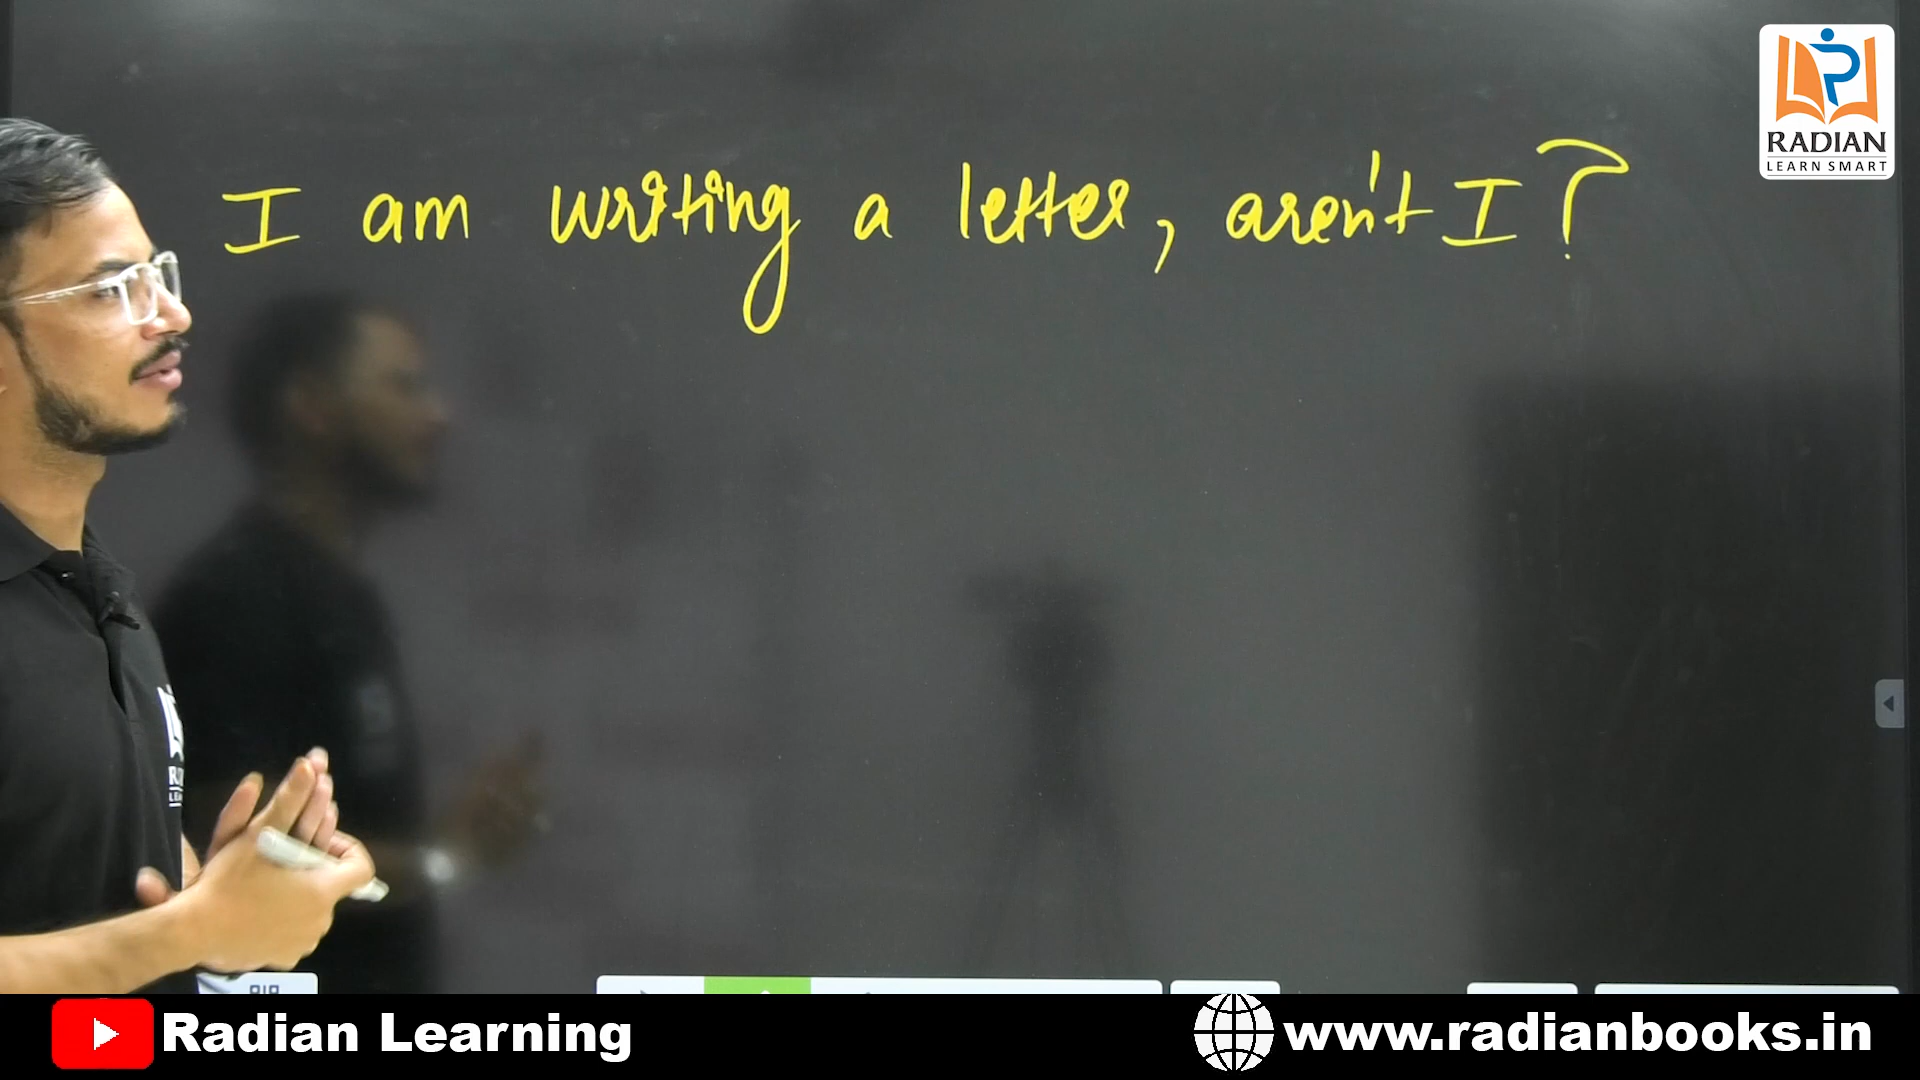 I am writing a letter, aren't I?
RADIAN
LEARN SMART
Radian Learning
www.radianbooks.in